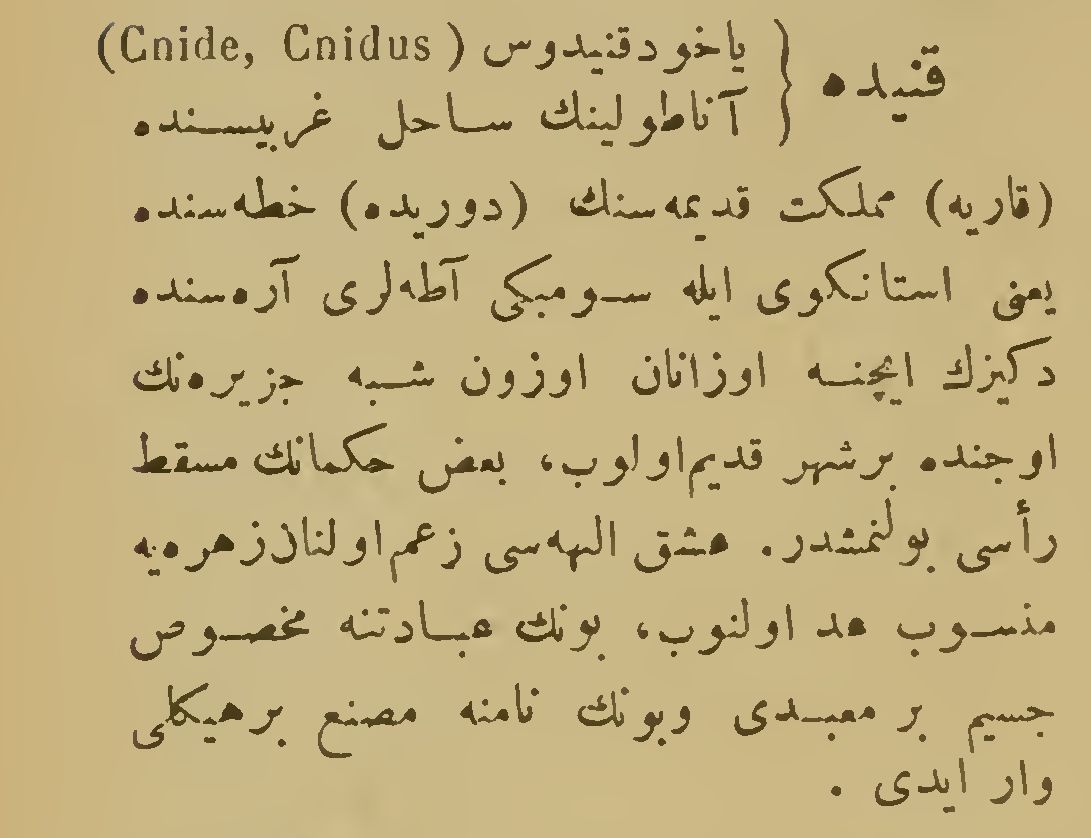 قنيده } ياخود قنيدوس (Cnide, Cnidus)
آناطولينك ساحل غربيسنده
(قاريه) مملكت قديمه‌سنك (دوريده) خطه‌سنده
يعنى استانكوى ايله سومبكى آطه‌لرى آره‌سنده
دكيزك ايچنه اوزانان اوزون شبه جزيره‌نك
اوجنده برشهر قديم اولوب، بعض حكمانك مسقط
رأسى بولنمشدر. عشق الهه‌سى زعم اولنان زهره‌يه
منسوب عد اولنوب، بونك عبادتنه مخصوص
جسيم بر معبدى وبونك نامنه مصنع برهيكلى
وار ايدى .